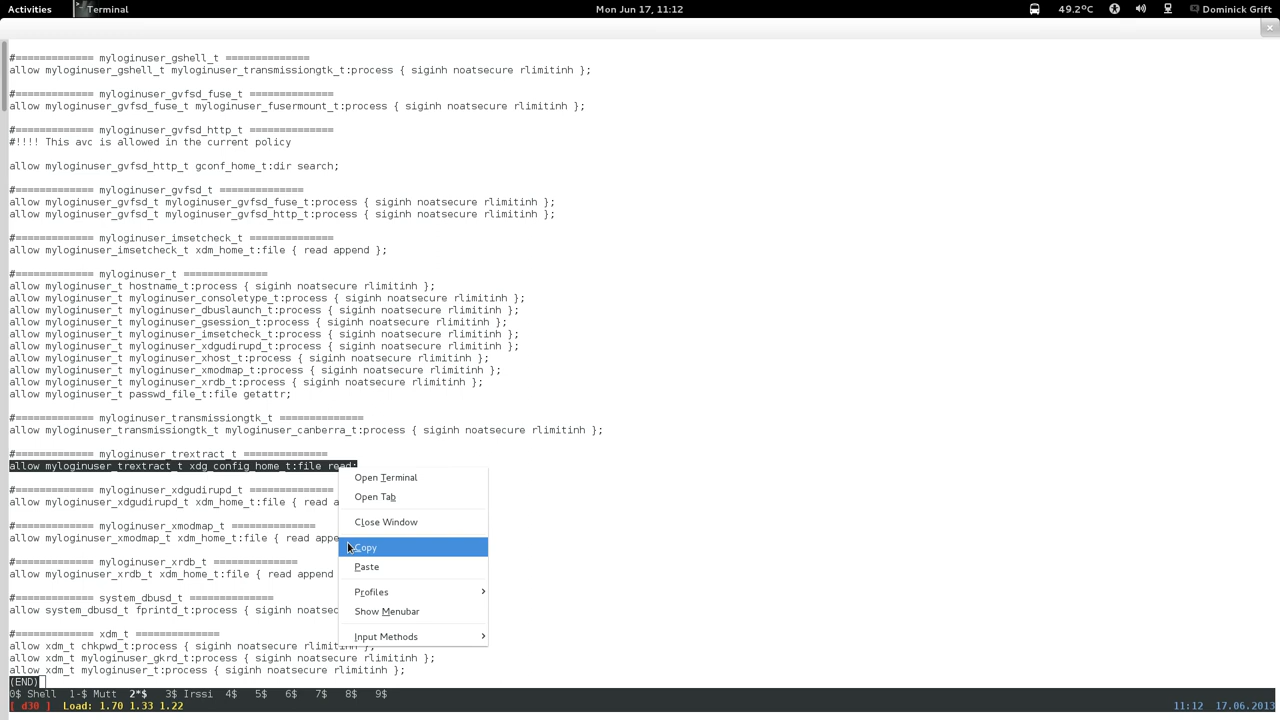 Activities Terminal Mon Jun 17, 11:12 49.2°C Dominick Grift
#============= myloginuser_gshell_t ==============
allow myloginuser_gshell_t myloginuser_transmissiongtk_t:process { siginh noatsecure rlimitinh };
#============= myloginuser_gvfsd_fuse_t ==============
allow myloginuser_gvfsd_fuse_t myloginuser_fusermount_t:process { siginh noatsecure rlimitinh };
#============= myloginuser_gvfsd_http_t ==============
#!!!! This avc is allowed in the current policy
allow myloginuser_gvfsd_http_t gconf_home_t:dir search;
#============= myloginuser_gvfsd_t ==============
allow myloginuser_gvfsd_t myloginuser_gvfsd_fuse_t:process { siginh noatsecure rlimitinh };
allow myloginuser_gvfsd_t myloginuser_gvfsd_http_t:process { siginh noatsecure rlimitinh };
#============= myloginuser_imsetcheck_t ==============
allow myloginuser_imsetcheck_t xdm_home_t:file { read append };
#============= myloginuser_t ==============
allow myloginuser_t hostname_t:process { siginh noatsecure rlimitinh };
allow myloginuser_t myloginuser_consoletype_t:process { siginh noatsecure rlimitinh };
allow myloginuser_t myloginuser_dbuslaunch_t:process { siginh noatsecure rlimitinh };
allow myloginuser_t myloginuser_gsession_t:process { siginh noatsecure rlimitinh };
allow myloginuser_t myloginuser_imsetcheck_t:process { siginh noatsecure rlimitinh };
allow myloginuser_t myloginuser_xdgudirupd_t:process { siginh noatsecure rlimitinh };
allow myloginuser_t myloginuser_xhost_t:process { siginh noatsecure rlimitinh };
allow myloginuser_t myloginuser_xmodmap_t:process { siginh noatsecure rlimitinh };
allow myloginuser_t myloginuser_xrdb_t:process { siginh noatsecure rlimitinh };
allow myloginuser_t passwd_file_t:file getattr;
#============= myloginuser_transmissiongtk_t ==============
allow myloginuser_transmissiongtk_t myloginuser_canberra_t:process { siginh noatsecure rlimitinh };
#============= myloginuser_trextract_t ==============
allow myloginuser_trextract_t xdg_config_home_t:file read;
#============= myloginuser_xdgudirupd_t ==============
allow myloginuser_xdgudirupd_t xdm_home_t:file { read a
#============= myloginuser_xmodmap_t ==============
allow myloginuser_xmodmap_t xdm_home_t:file { read appe
#============= myloginuser_xrdb_t ==============
allow myloginuser_xrdb_t xdm_home_t:file { read append
#============= system_dbusd_t ==============
allow system_dbusd_t fprintd_t:process { siginh noatsec
#============= xdm_t ==============
allow xdm_t chkpwd_t:process { siginh noatsecure rlimitinh };
allow xdm_t myloginuser_gkrd_t:process { siginh noatsecure rlimitinh };
allow xdm_t myloginuser_t:process { siginh noatsecure rlimitinh };
(END)
Open Terminal
Open Tab
Close Window
Copy
Paste
Profiles
Show Menubar
Input Methods
0$ Shell 1-$ Mutt 2*$ 3$ Irssi 4$ 5$ 6$ 7$ 8$ 9$
[ d30 ] Load: 1.70 1.33 1.22 11:12 17.06.2013